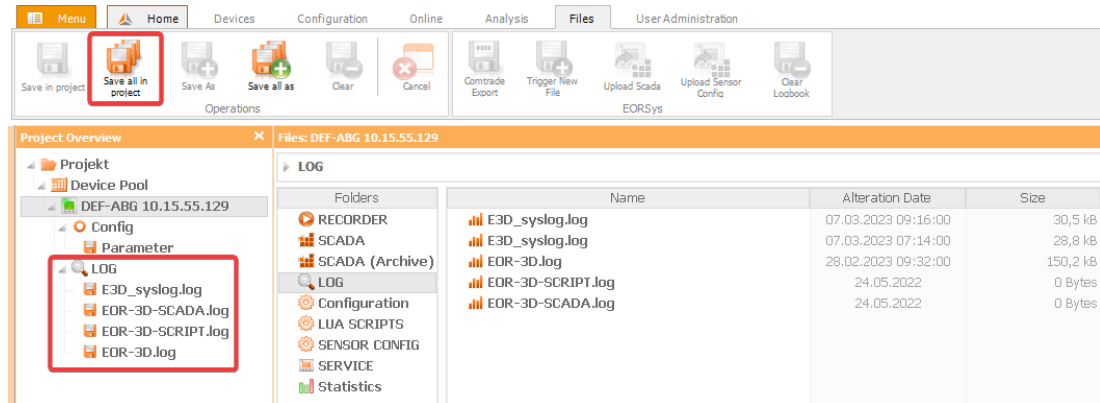 Menu Home Devices Configuration Online Analysis Files User Administration
Save in project Save all in project Save As Save all as Clear Cancel Comtrade Export Trigger New File Upload Scada Upload Sensor Config Clear Logbook
Operations EORSys
Project Overview × Files: DEF-ABG 10.15.55.129
Projekt
Device Pool
DEF-ABG 10.15.55.129
Config
Parameter
LOG
E3D_syslog.log
EOR-3D-SCADA.log
EOR-3D-SCRIPT.log
EOR-3D.log
LOG
Folders Name Alteration Date Size
RECORDER E3D_syslog.log 07.03.2023 09:16:00 30,5 kB
SCADA E3D_syslog.log 07.03.2023 07:14:00 28,8 kB
SCADA (Archive) EOR-3D.log 28.02.2023 09:32:00 150,2 kB
LOG EOR-3D-SCRIPT.log 24.05.2022 0 Bytes
Configuration EOR-3D-SCADA.log 24.05.2022 0 Bytes
LUA SCRIPTS
SENSOR CONFIG
SERVICE
Statistics